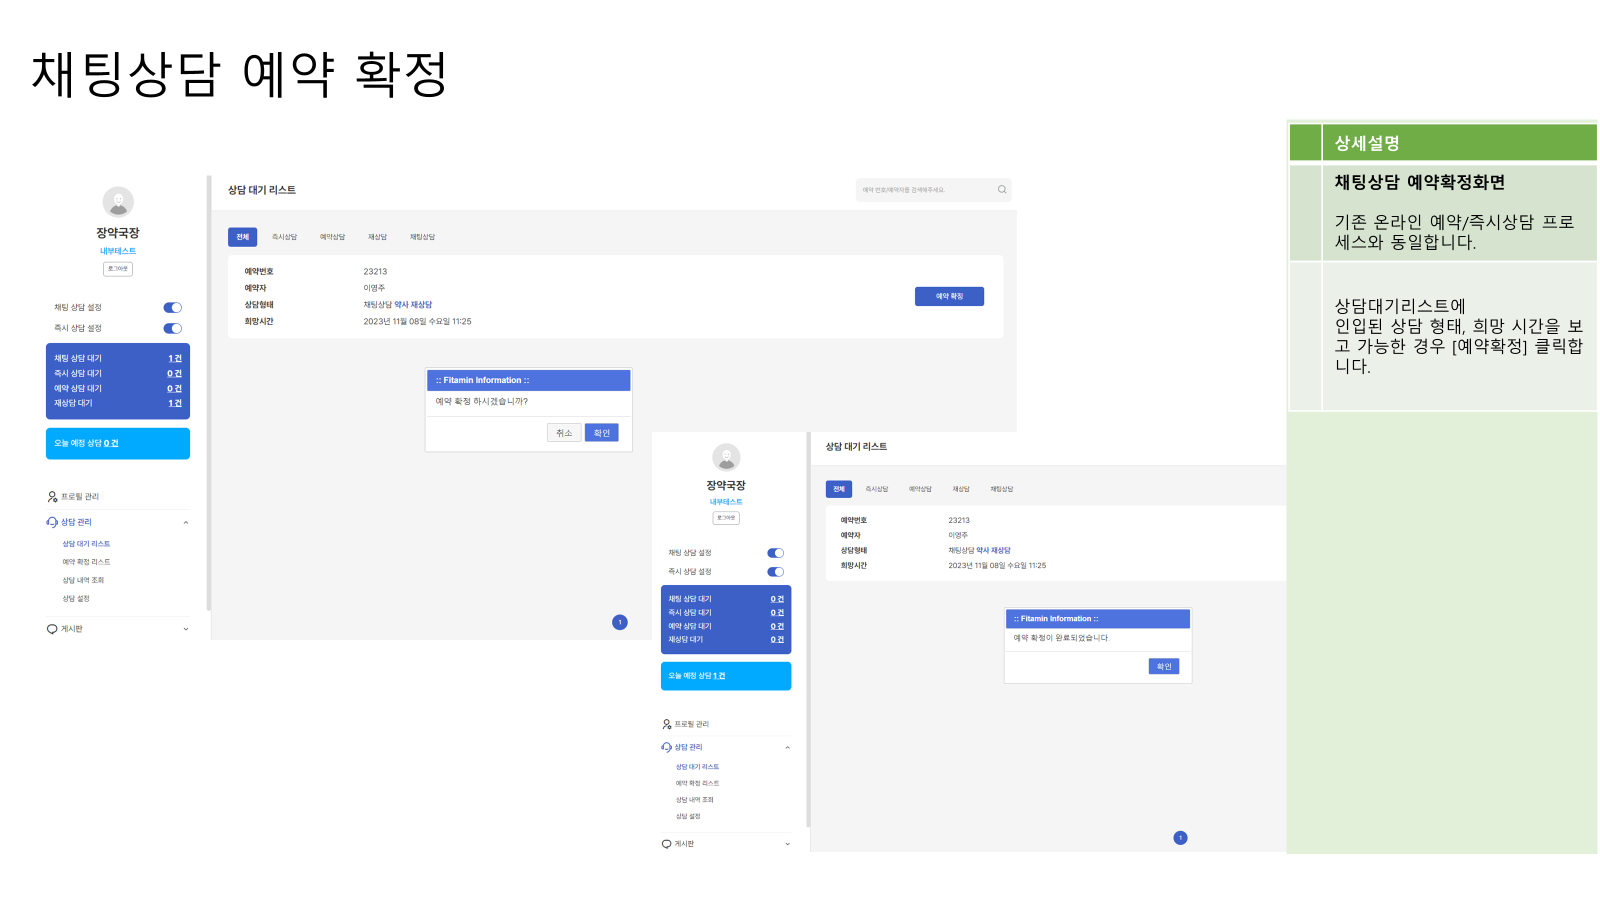 채팅상담 예약 확정
장약국장
내부테스트
로그아웃
채팅 상담 설정
즉시 상담 설정
채팅 상담 대기 1 건
즉시 상담 대기 0 건
예약 상담 대기 0 건
재상담 대기 1 건
오늘 예정 상담 0 건
프로필 관리
상담 관리
상담 대기 리스트
예약 확정 리스트
상담 내역 조회
상담 설정
게시판
상담 대기 리스트
예약 번호/예약자를 검색해주세요.
전체 즉시상담 예약상담 재상담 채팅상담
예약번호 23213
예약자 이영주
상담형태 채팅상담 약사 재상담
희망시간 2023년 11월 08일 수요일 11:25
예약 확정
:: Fitamin Information ::
예약 확정 하시겠습니까?
취소 확인
1
장약국장
내부테스트
로그아웃
채팅 상담 설정
즉시 상담 설정
채팅 상담 대기 0 건
즉시 상담 대기 0 건
예약 상담 대기 0 건
재상담 대기 0 건
오늘 예정 상담 1 건
프로필 관리
상담 관리
상담 대기 리스트
예약 확정 리스트
상담 내역 조회
상담 설정
게시판
상담 대기 리스트
전체 즉시상담 예약상담 재상담 채팅상담
예약번호 23213
예약자 이영주
상담형태 채팅상담 약사 재상담
희망시간 2023년 11월 08일 수요일 11:25
:: Fitamin Information ::
예약 확정이 완료되었습니다.
확인
1
상세설명
채팅상담 예약확정화면
기존 온라인 예약/즉시상담 프로
세스와 동일합니다.
상담대기리스트에
인입된 상담 형태, 희망 시간을 보
고 가능한 경우 [예약확정] 클릭합
니다.